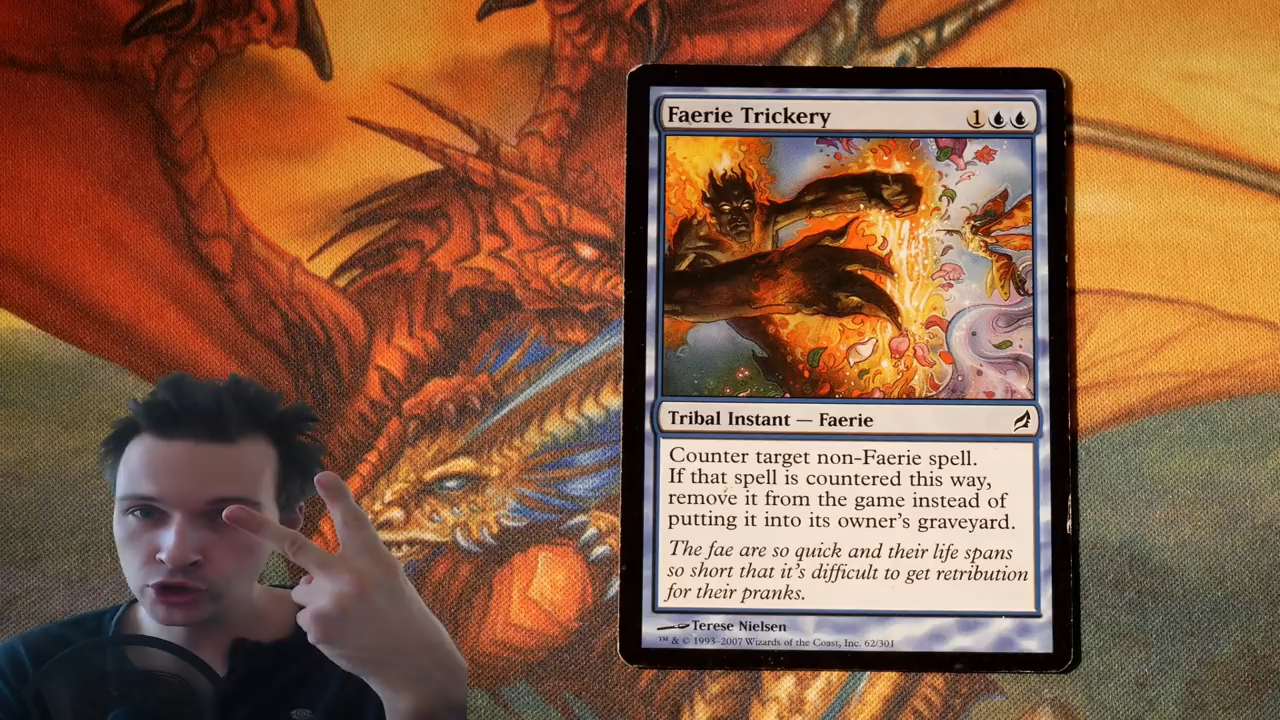 Faerie Trickery 1
Tribal Instant — Faerie
Counter target non-Faerie spell.
If that spell is countered this way,
remove it from the game instead of
putting it into its owner's graveyard.
The fae are so quick and their life spans
so short that it's difficult to get retribution
for their pranks.
Terese Nielsen
™ & © 1993–2007 Wizards of the Coast, Inc. 62/301